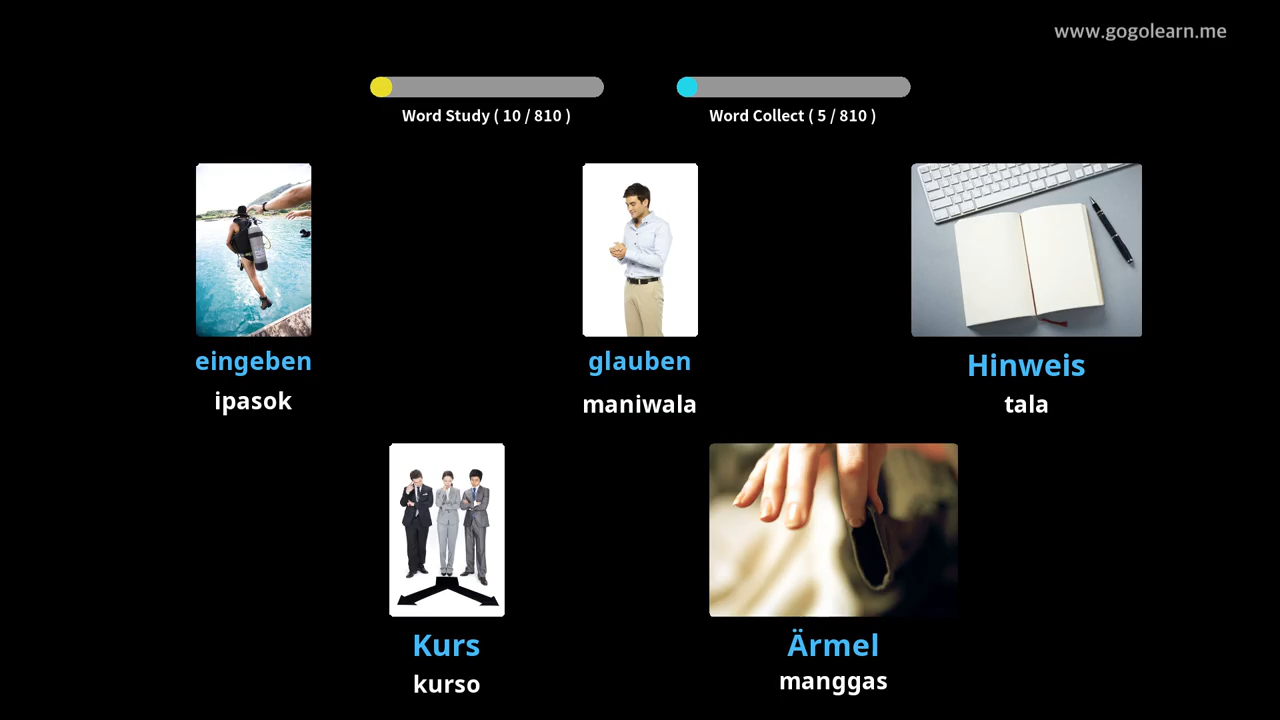 www.gogolearn.me
Word Study ( 10 / 810 )
Word Collect ( 5 / 810 )
eingeben
ipasok
glauben
maniwala
Hinweis
tala
Kurs
kurso
Ärmel
manggas